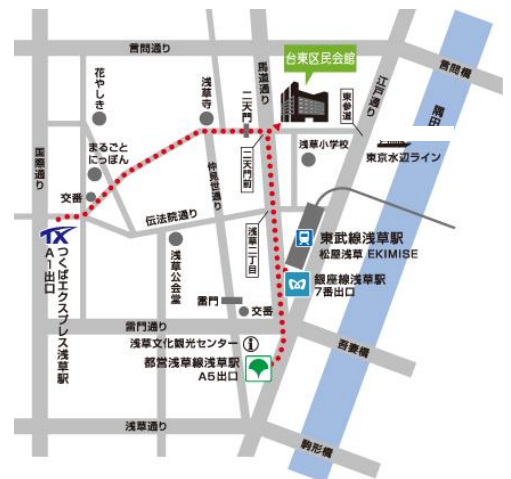 言問通り
台東区民会館
馬道通り
江戸通り
言問橋
花やしき
浅草寺
二天門
東参道
隅田
国際通り
まるごと
にっぽん
仲見世通り
二天門前
浅草小学校
東京水辺ライン
交番
伝法院通り
浅草二丁目
TX
つくばエクスプレス浅草駅
A1出口
浅草公会堂
東武線浅草駅
松屋浅草 EKIMISE
銀座線浅草駅
7番出口
雷門
交番
雷門通り
浅草文化観光センター
都営浅草線浅草駅
A5出口
吾妻橋
浅草通り
駒形橋